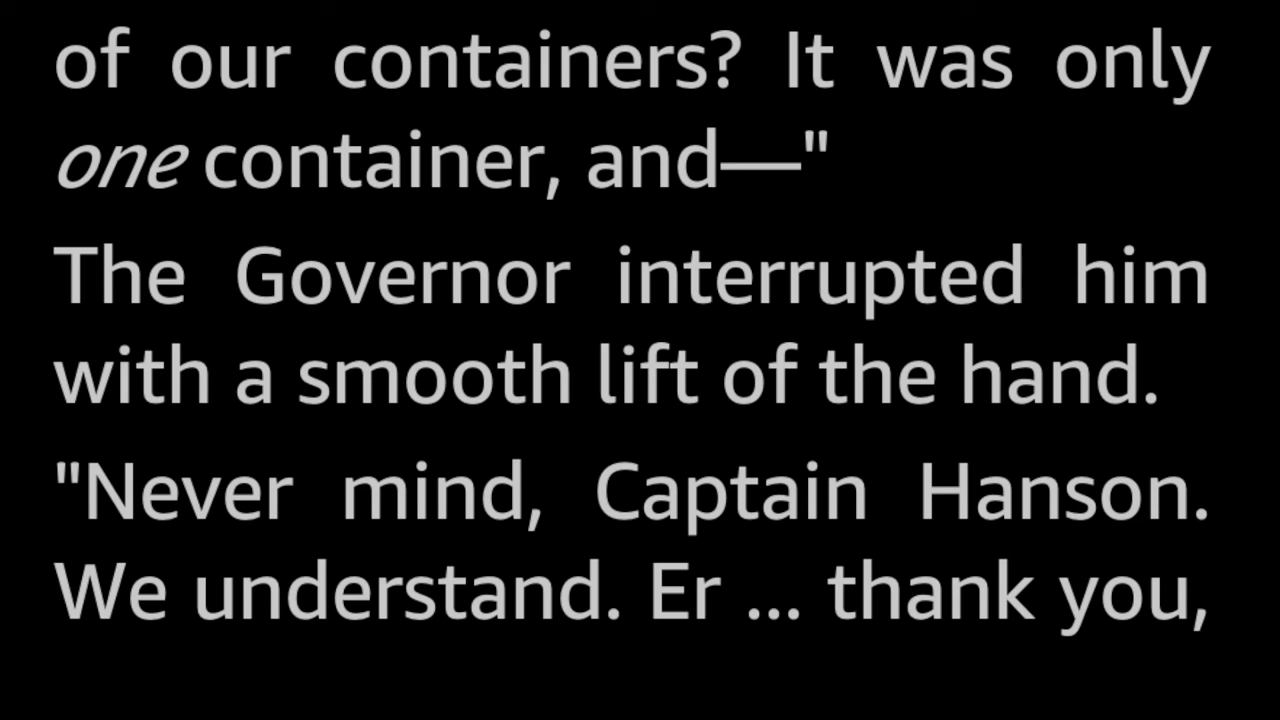 of our containers? It was only
one container, and—"
The Governor interrupted him
with a smooth lift of the hand.
"Never mind, Captain Hanson.
We understand. Er ... thank you,